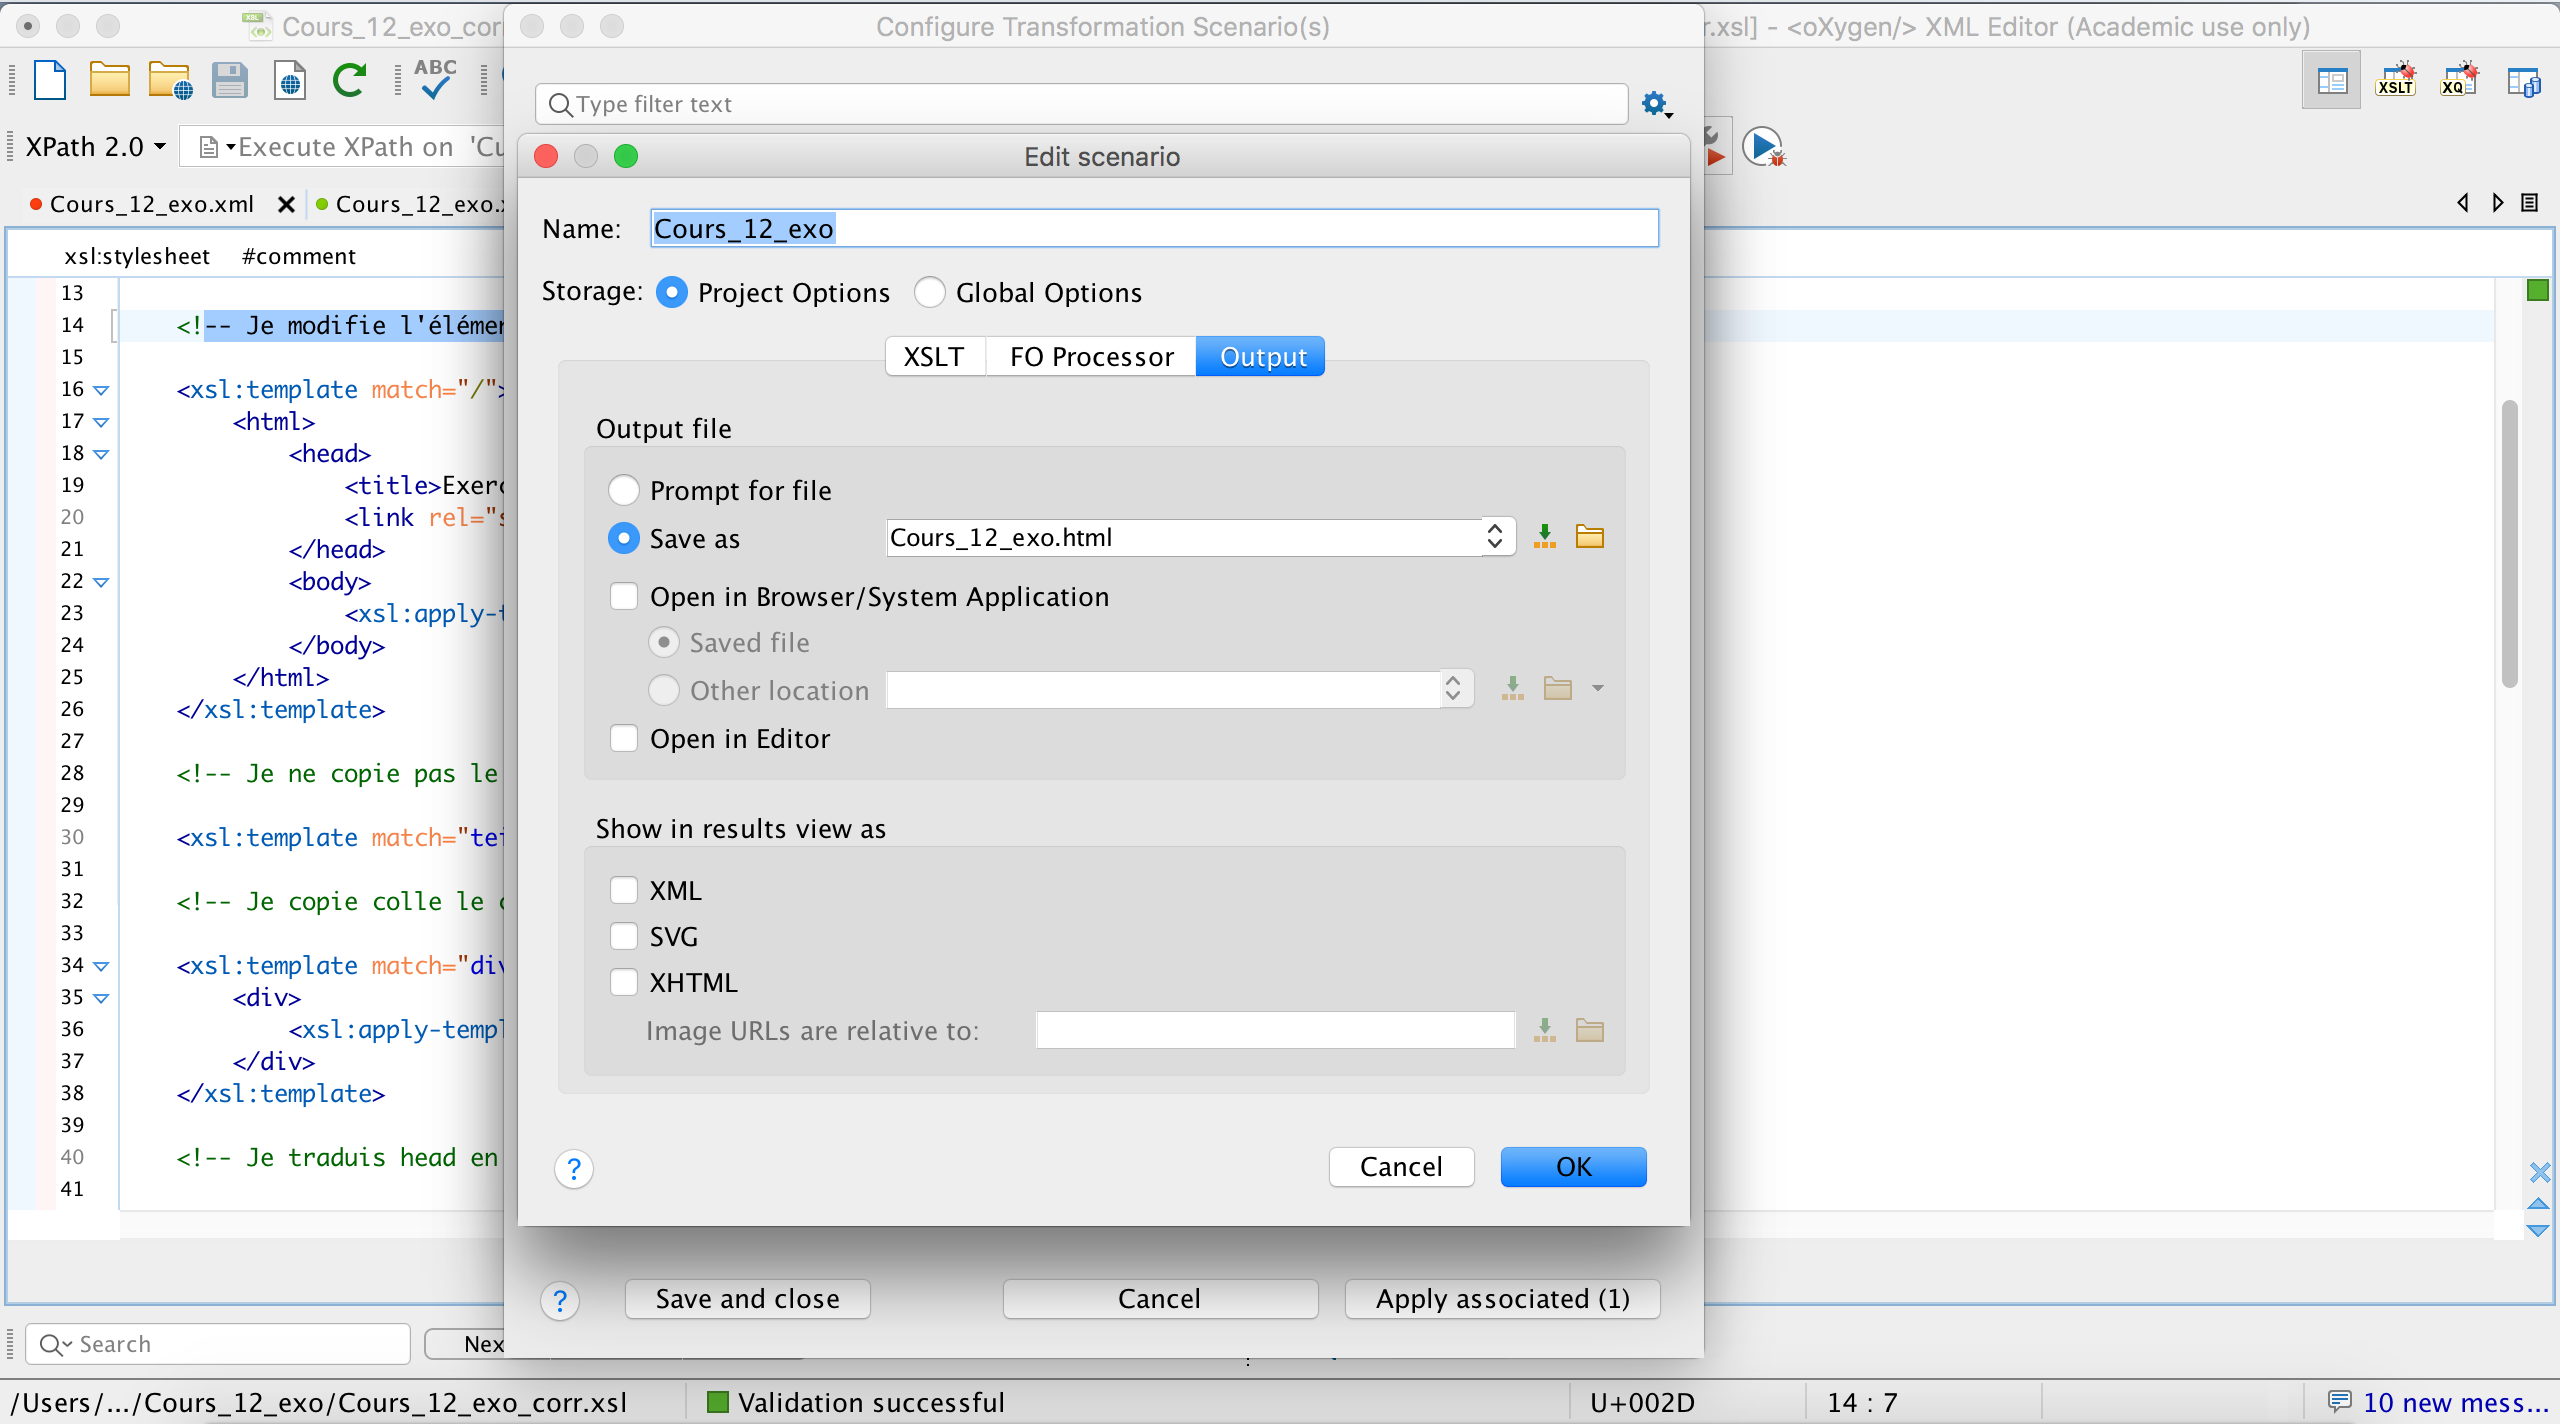 Cours_12_exo_cor
Configure Transformation Scenario(s)
r.xsl] - <oXygen/> XML Editor (Academic use only)
ABC
Type filter text
XSLT
XQ
XPath 2.0
Execute XPath on 'Cu
Edit scenario
Cours_12_exo.xml
Cours_12_exo.x
Name: Cours_12_exo
xsl:stylesheet #comment
Storage: Project Options Global Options
XSLT FO Processor Output
13
14 <!-- Je modifie l'élémen
15
16 <xsl:template match="/">
17 <html>
18 <head>
19 <title>Exerc
20 <link rel="s
21 </head>
22 <body>
23 <xsl:apply-t
24 </body>
25 </html>
26 </xsl:template>
27
28 <!-- Je ne copie pas le
29
30 <xsl:template match="tei
31
32 <!-- Je copie colle le c
33
34 <xsl:template match="div
35 <div>
36 <xsl:apply-templ
37 </div>
38 </xsl:template>
39
40 <!-- Je traduis head en
41
Output file
Prompt for file
Save as Cours_12_exo.html
Open in Browser/System Application
Saved file
Other location
Open in Editor
Show in results view as
XML
SVG
XHTML
Image URLs are relative to:
? Cancel OK
? Save and close Cancel Apply associated (1)
Search
Nex
/Users/.../Cours_12_exo/Cours_12_exo_corr.xsl
Validation successful
U+002D
14 : 7
10 new mess...